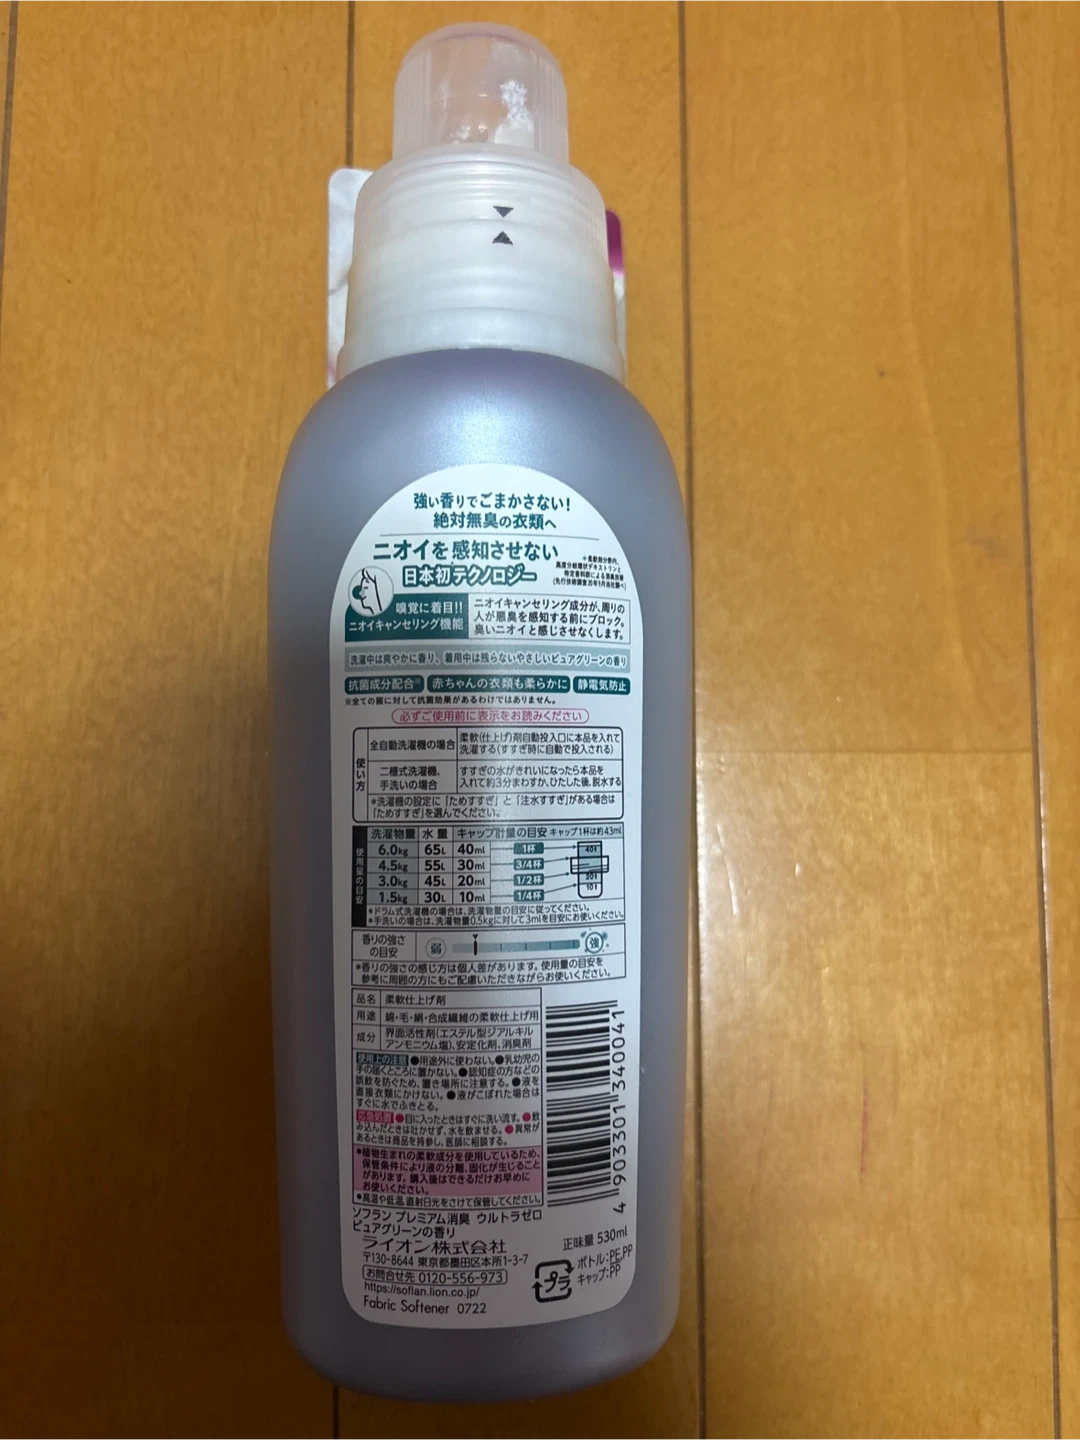 強い香りでごまかさない!
絶対無臭の衣類へ
ニオイを感知させない
日本初テクノロジー
嗅覚に着目!!
ニオイキャンセリング機能
ニオイキャンセリング成分が、周りの
人が悪臭を感知する前にブロック。
臭いニオイと感じさせなくします。
洗濯中は爽やかに香り、着用中は残らないやさしいピュアグリーンの香り
抗菌成分配合※ 赤ちゃんの衣類も柔らかに 静電気防止
※全ての菌に対して抗菌効果があるわけではありません。
必ずご使用前に表示をお読みください
使い方
全自動洗濯機の場合
柔軟(仕上げ)剤自動投入口に本品を入れて
洗濯する(すすぎ時に自動で投入される)
二槽式洗濯機、
手洗いの場合
すすぎの水がきれいになったら本品を
入れて約3分まわすか、ひたした後、脱水する
*洗濯機の設定に「ためすすぎ」と「注水すすぎ」がある場合は
「ためすすぎ」を選んでください。
使用量の目安
洗濯物量 水量 キャップ計量の目安 キャップ1杯は約43ml
6.0kg 65L 40ml 1杯
4.5kg 55L 30ml 3/4杯
3.0kg 45L 20ml 1/2杯
1.5kg 30L 10ml 1/4杯
*ドラム式洗濯機の場合は、洗濯物量の目安に従ってください。
*手洗いの場合は、洗濯物量0.5kgに対して3mlを目安にお使いください。
香りの強さ
の目安
弱 強
*香りの強さの感じ方は個人差があります。使用量の目安を
参考に周囲の方にもご配慮いただきながらお使いください。
品名 柔軟仕上げ剤
用途 綿・毛・絹・合成繊維の柔軟仕上げ用
成分 界面活性剤(エステル型ジアルキル
アンモニウム塩)、安定化剤、消臭剤
使用上の注意 ●用途外に使わない。●乳幼児の
手の届くところに置かない。●認知症の方などの
誤飲を防ぐため、置き場所に注意する。●液を
直接衣類にかけない。●液がこぼれた場合は
すぐに水でふきとる。
応急処置 ●目に入ったときはすぐに洗い流す。●飲
み込んだときは吐かせず、水を飲ませる。●異常が
あるときは商品を持参し、医師に相談する。
●植物生まれの柔軟成分を使用しているため、
保管条件により液の分離、固化が生じること
があります。購入後はできるだけお早めに
お使いください。
●高温や低温、直射日光をさけて保管してください。
4 903301 340041
ソフラン プレミアム消臭 ウルトラゼロ
ピュアグリーンの香り
ライオン株式会社
〒130-8644 東京都墨田区本所1-3-7
お問合せ先 0120-556-973
https://sofian.lion.co.jp/
Fabric Softener 0722
正味量 530ml
プラ
ボトル:PE,PP
キャップ:PP